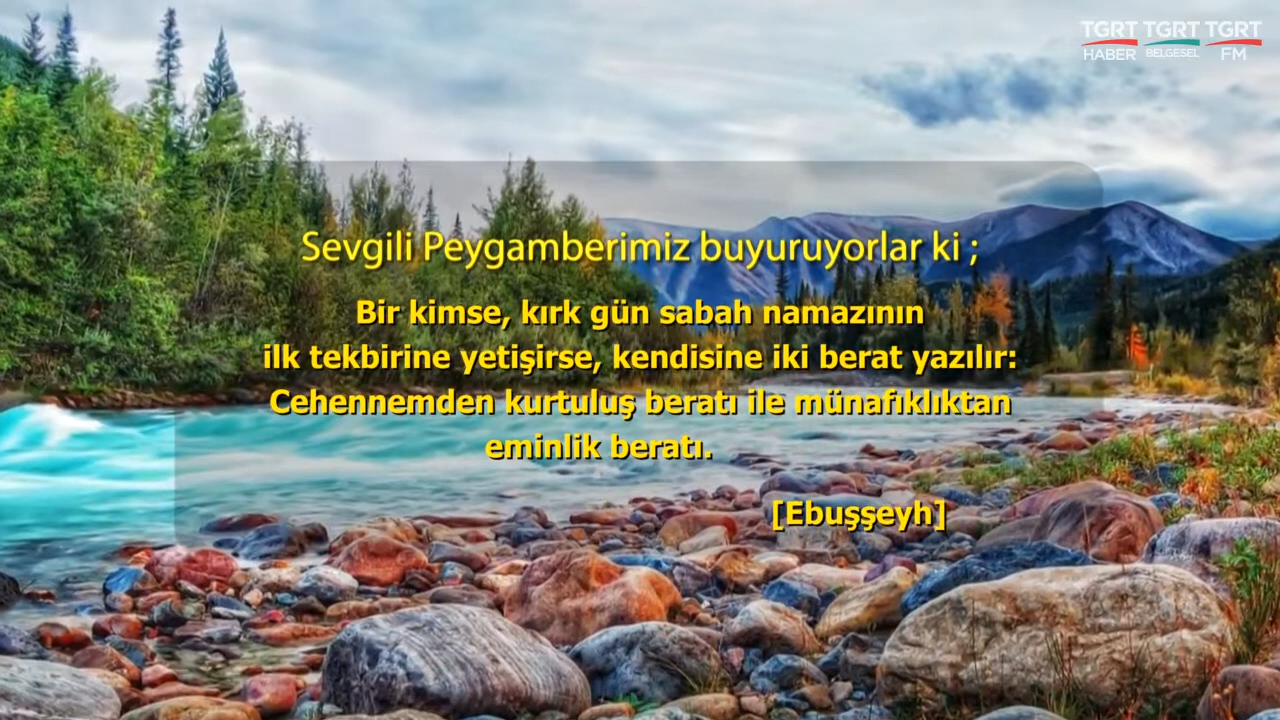 TGRT TGRT TGRT
HABER BELGESEL FM
Sevgili Peygamberimiz buyuruyorlar ki ;
Bir kimse, kırk gün sabah namazının
ilk tekbirine yetişirse, kendisine iki berat yazılır:
Cehennemden kurtuluş beratı ile münafıklıktan
eminlik beratı.
[Ebuşşeyh]